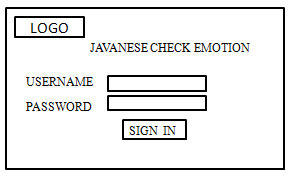 LOGO
JAVANESE CHECK EMOTION
USERNAME
PASSWORD
SIGN IN